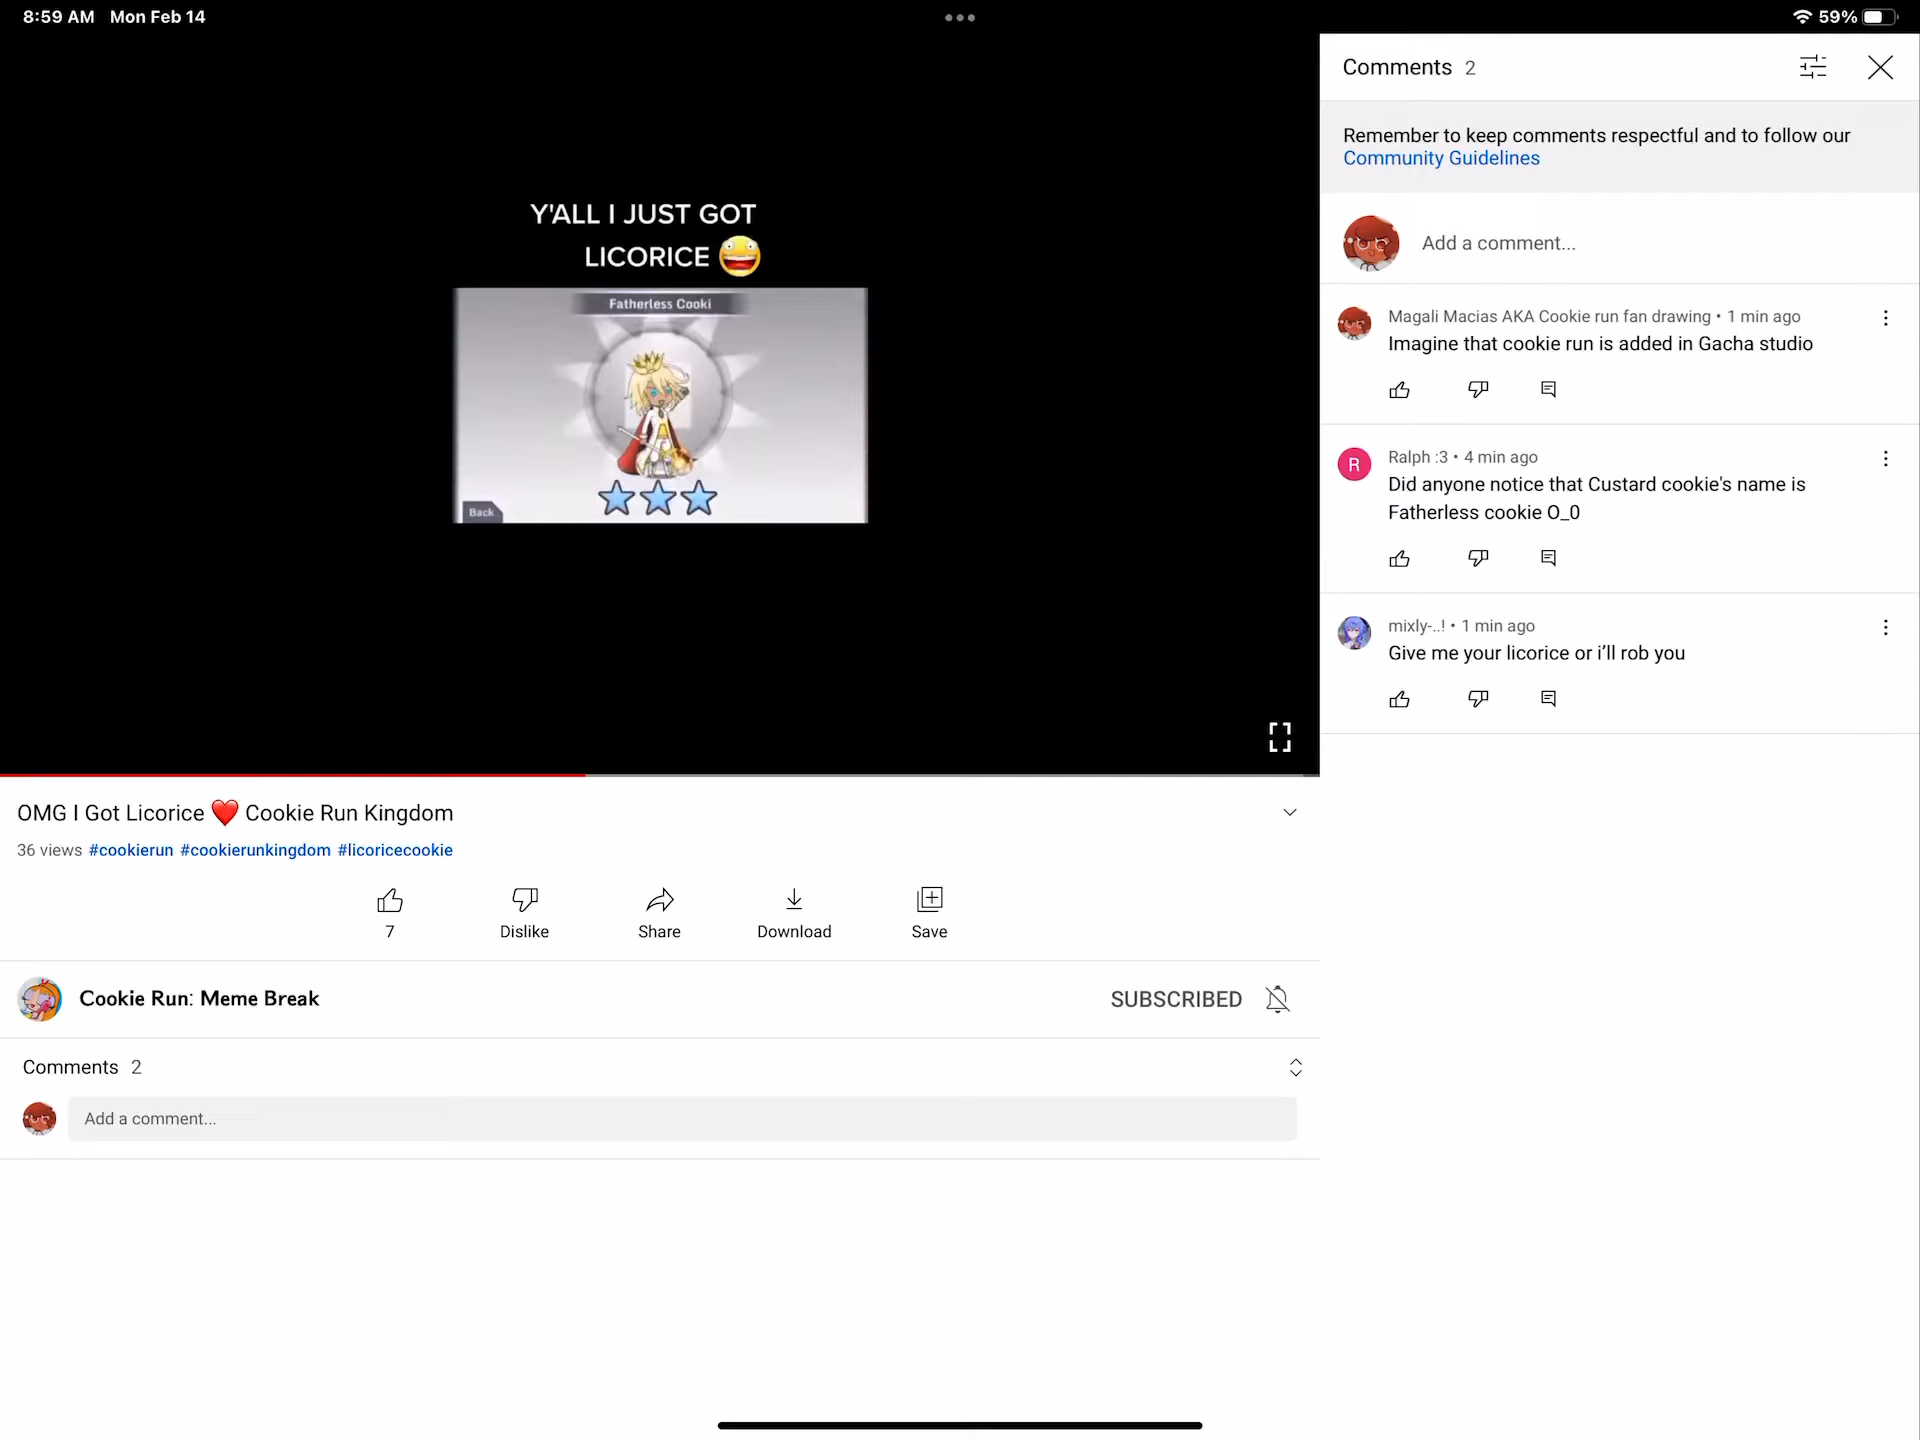 8:59 AM Mon Feb 14
59%
Y'ALL I JUST GOT
LICORICE
Fatherless Cooki
Back
OMG I Got Licorice ❤️ Cookie Run Kingdom
36 views #cookierun #cookierunkingdom #licoricecookie
7
Dislike
Share
Download
Save
Cookie Run: Meme Break
SUBSCRIBED
Comments 2
Add a comment...
Comments 2
Remember to keep comments respectful and to follow our
Community Guidelines
Add a comment...
Magali Macias AKA Cookie run fan drawing • 1 min ago
Imagine that cookie run is added in Gacha studio
R
Ralph :3 • 4 min ago
Did anyone notice that Custard cookie's name is
Fatherless cookie O_0
mixly-..! • 1 min ago
Give me your licorice or i’ll rob you